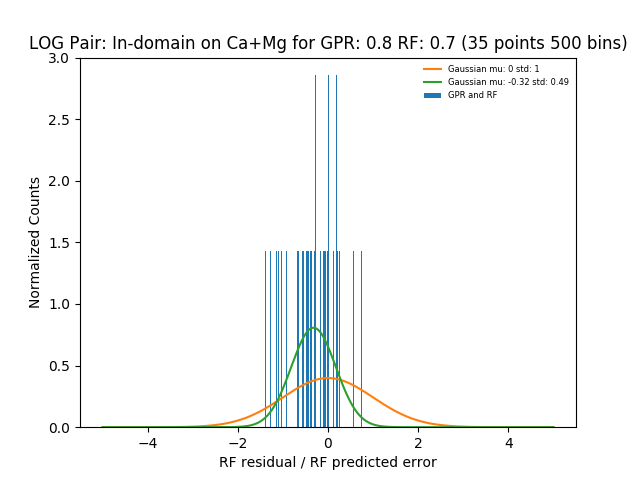 LOG Pair: In-domain on Ca+Mg for GPR: 0.8 RF: 0.7 (35 points 500 bins)
3.0
2.5
2.0
1.5
1.0
0.5
0.0
Normalized Counts
Gaussian mu: 0 std: 1
Gaussian mu: -0.32 std: 0.49
GPR and RF
−4 −2 0 2 4
RF residual / RF predicted error